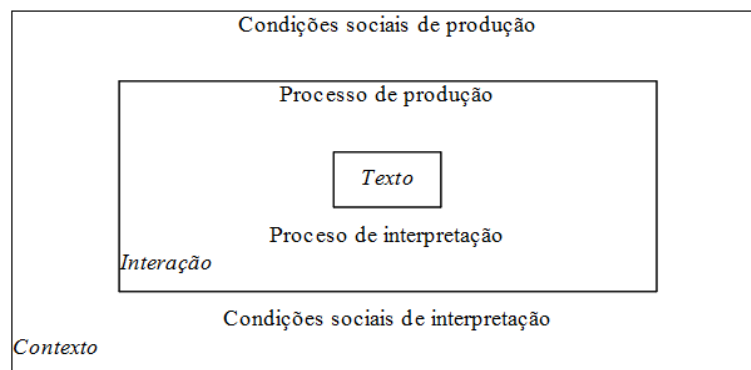 Condições sociais de produção
Processo de produção
Texto
Proceso de interpretação
Interação
Condições sociais de interpretação
Contexto